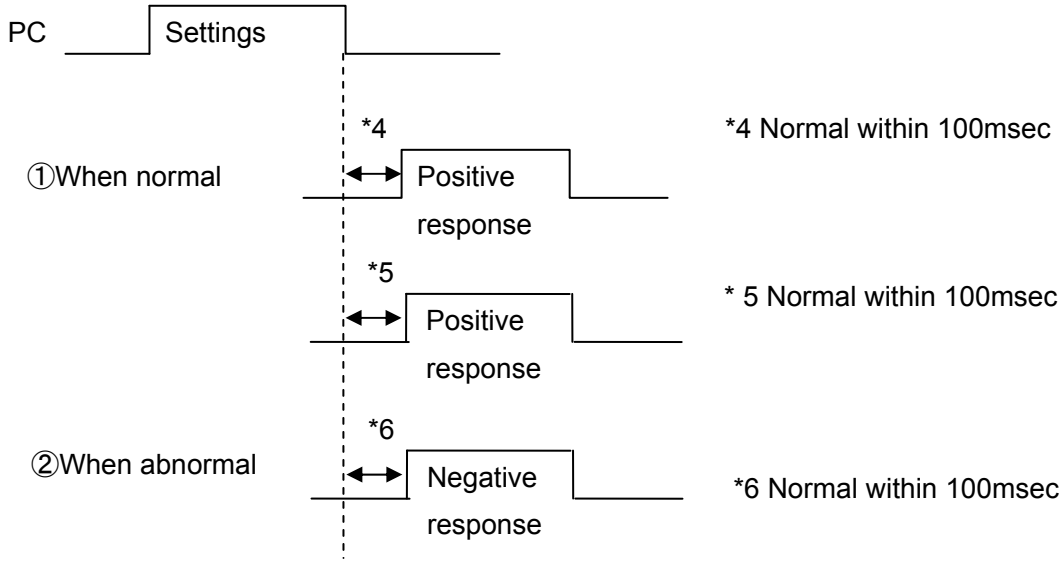 PC
Settings
*4
*4 Normal within 100msec
①When normal
Positive
response
*5
* 5 Normal within 100msec
Positive
response
*6
②When abnormal
Negative
response
*6 Normal within 100msec